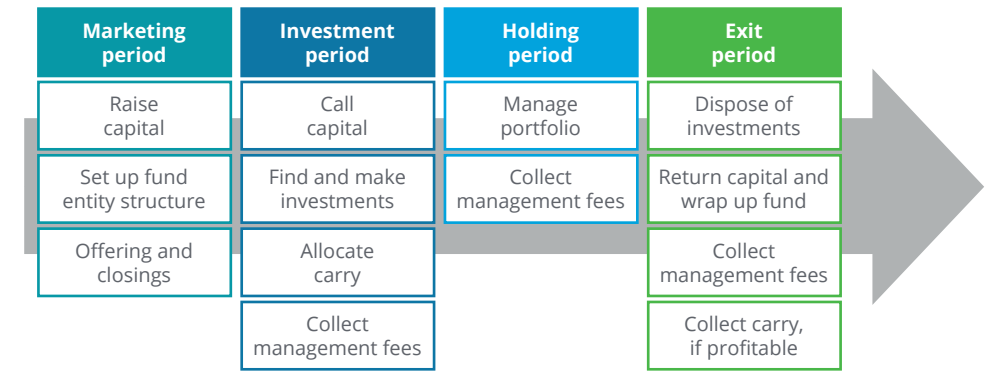 Marketing
period
Raise
capital
Set up fund
entity structure
Offering and
closings
Investment
period
Call
capital
Find and make
investments
Allocate
carry
Collect
management fees
Holding
period
Manage
portfolio
Collect
management fees
Exit
period
Dispose of
investments
Return capital and
wrap up fund
Collect
management fees
Collect carry,
if profitable